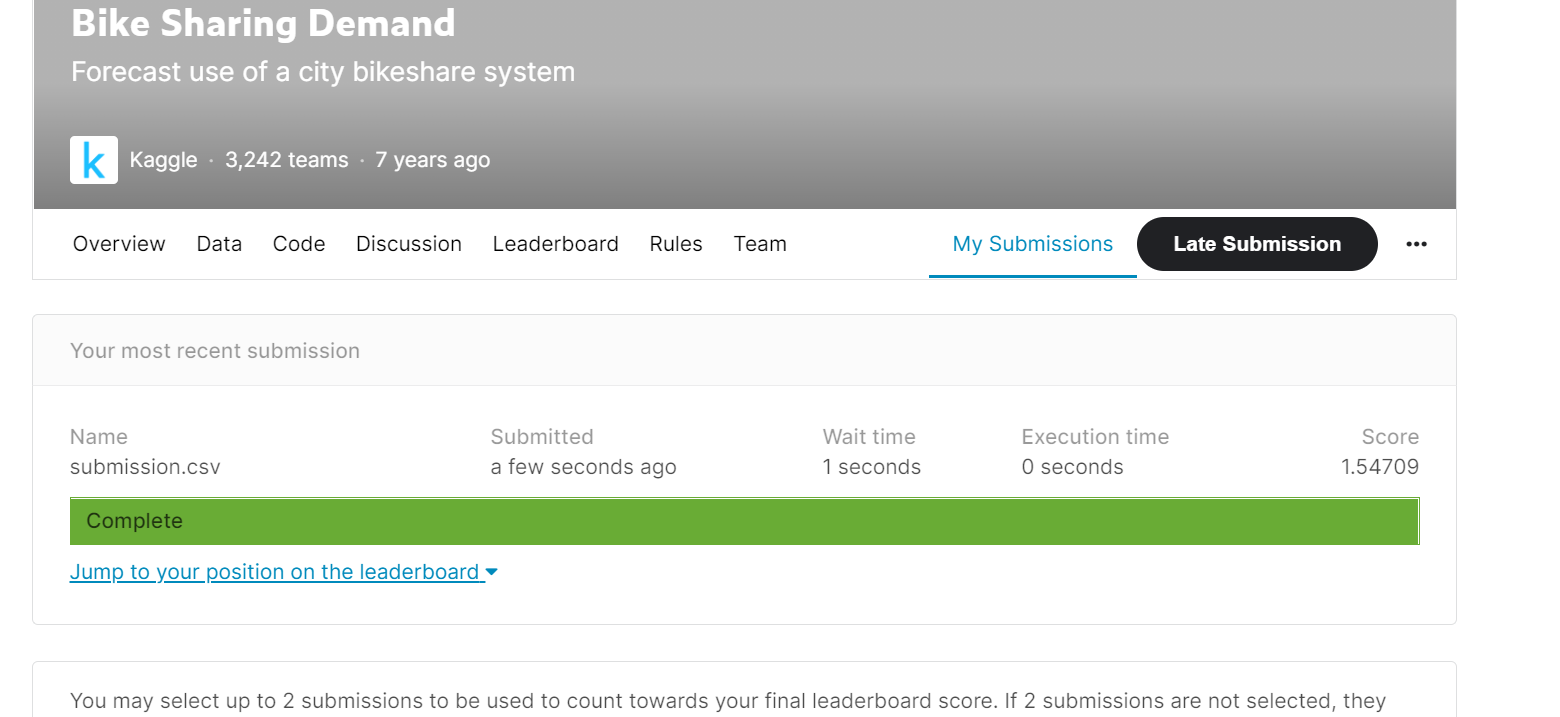 Bike Sharing Demand
Forecast use of a city bikeshare system
k Kaggle · 3,242 teams · 7 years ago
Overview Data Code Discussion Leaderboard Rules Team My Submissions Late Submission •••
Your most recent submission
Name Submitted Wait time Execution time Score
submission.csv a few seconds ago 1 seconds 0 seconds 1.54709
Complete
Jump to your position on the leaderboard
You may select up to 2 submissions to be used to count towards your final leaderboard score. If 2 submissions are not selected, they